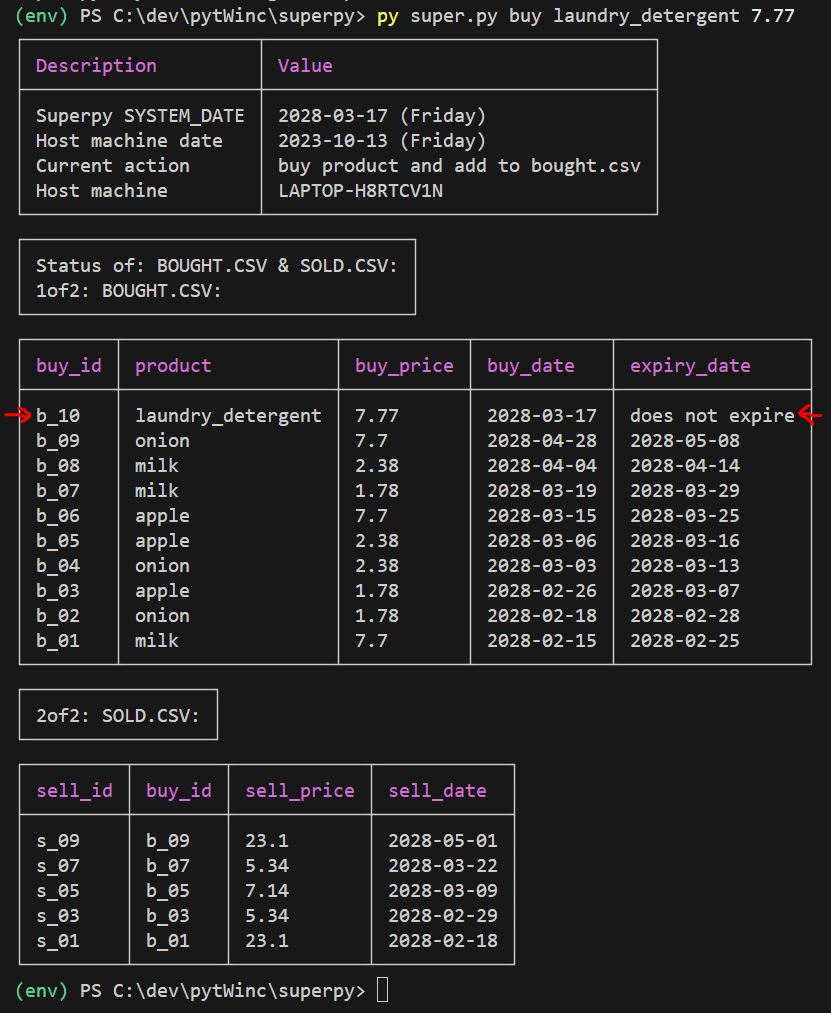 (env) PS C:\dev\pytWinc\superpy> py super.py buy laundry_detergent 7.77
Description Value
Superpy SYSTEM_DATE 2028-03-17 (Friday)
Host machine date 2023-10-13 (Friday)
Current action buy product and add to bought.csv
Host machine LAPTOP-H8RTCV1N
Status of: BOUGHT.CSV & SOLD.CSV:
1of2: BOUGHT.CSV:
buy_id product buy_price buy_date expiry_date
b_10 laundry_detergent 7.77 2028-03-17 does not expire
b_09 onion 7.7 2028-04-28 2028-05-08
b_08 milk 2.38 2028-04-04 2028-04-14
b_07 milk 1.78 2028-03-19 2028-03-29
b_06 apple 7.7 2028-03-15 2028-03-25
b_05 apple 2.38 2028-03-06 2028-03-16
b_04 onion 2.38 2028-03-03 2028-03-13
b_03 apple 1.78 2028-02-26 2028-03-07
b_02 onion 1.78 2028-02-18 2028-02-28
b_01 milk 7.7 2028-02-15 2028-02-25
2of2: SOLD.CSV:
sell_id buy_id sell_price sell_date
s_09 b_09 23.1 2028-05-01
s_07 b_07 5.34 2028-03-22
s_05 b_05 7.14 2028-03-09
s_03 b_03 5.34 2028-02-29
s_01 b_01 23.1 2028-02-18
(env) PS C:\dev\pytWinc\superpy>